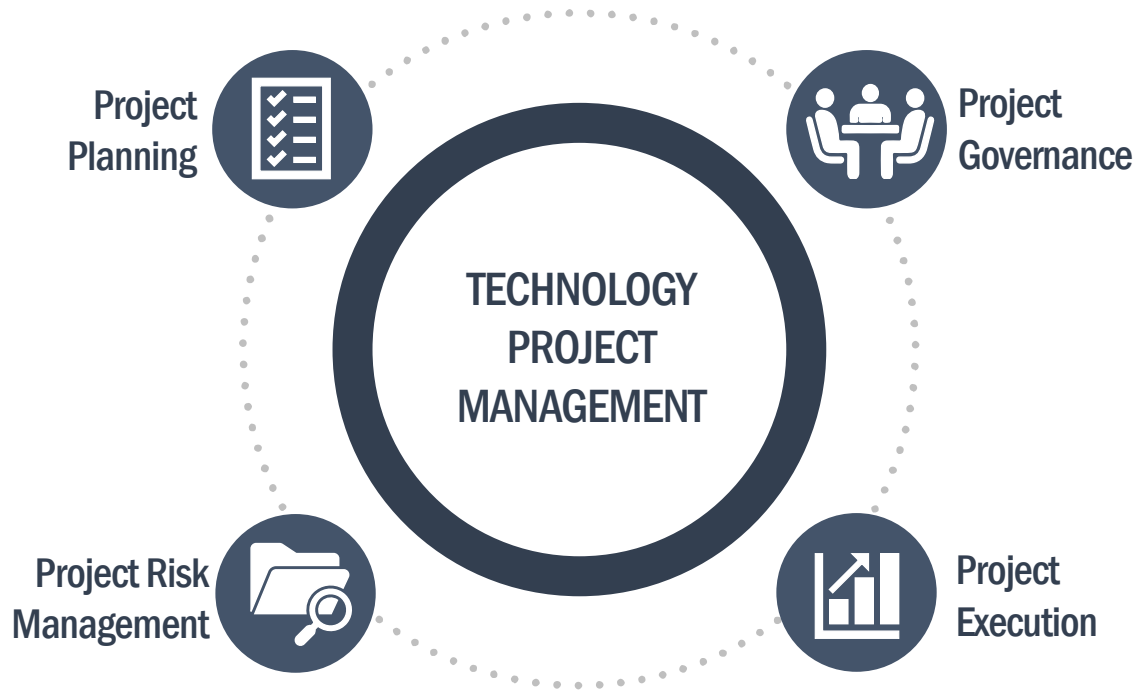 Project
Planning
Project
Governance
TECHNOLOGY
PROJECT
MANAGEMENT
Project Risk
Management
Project
Execution